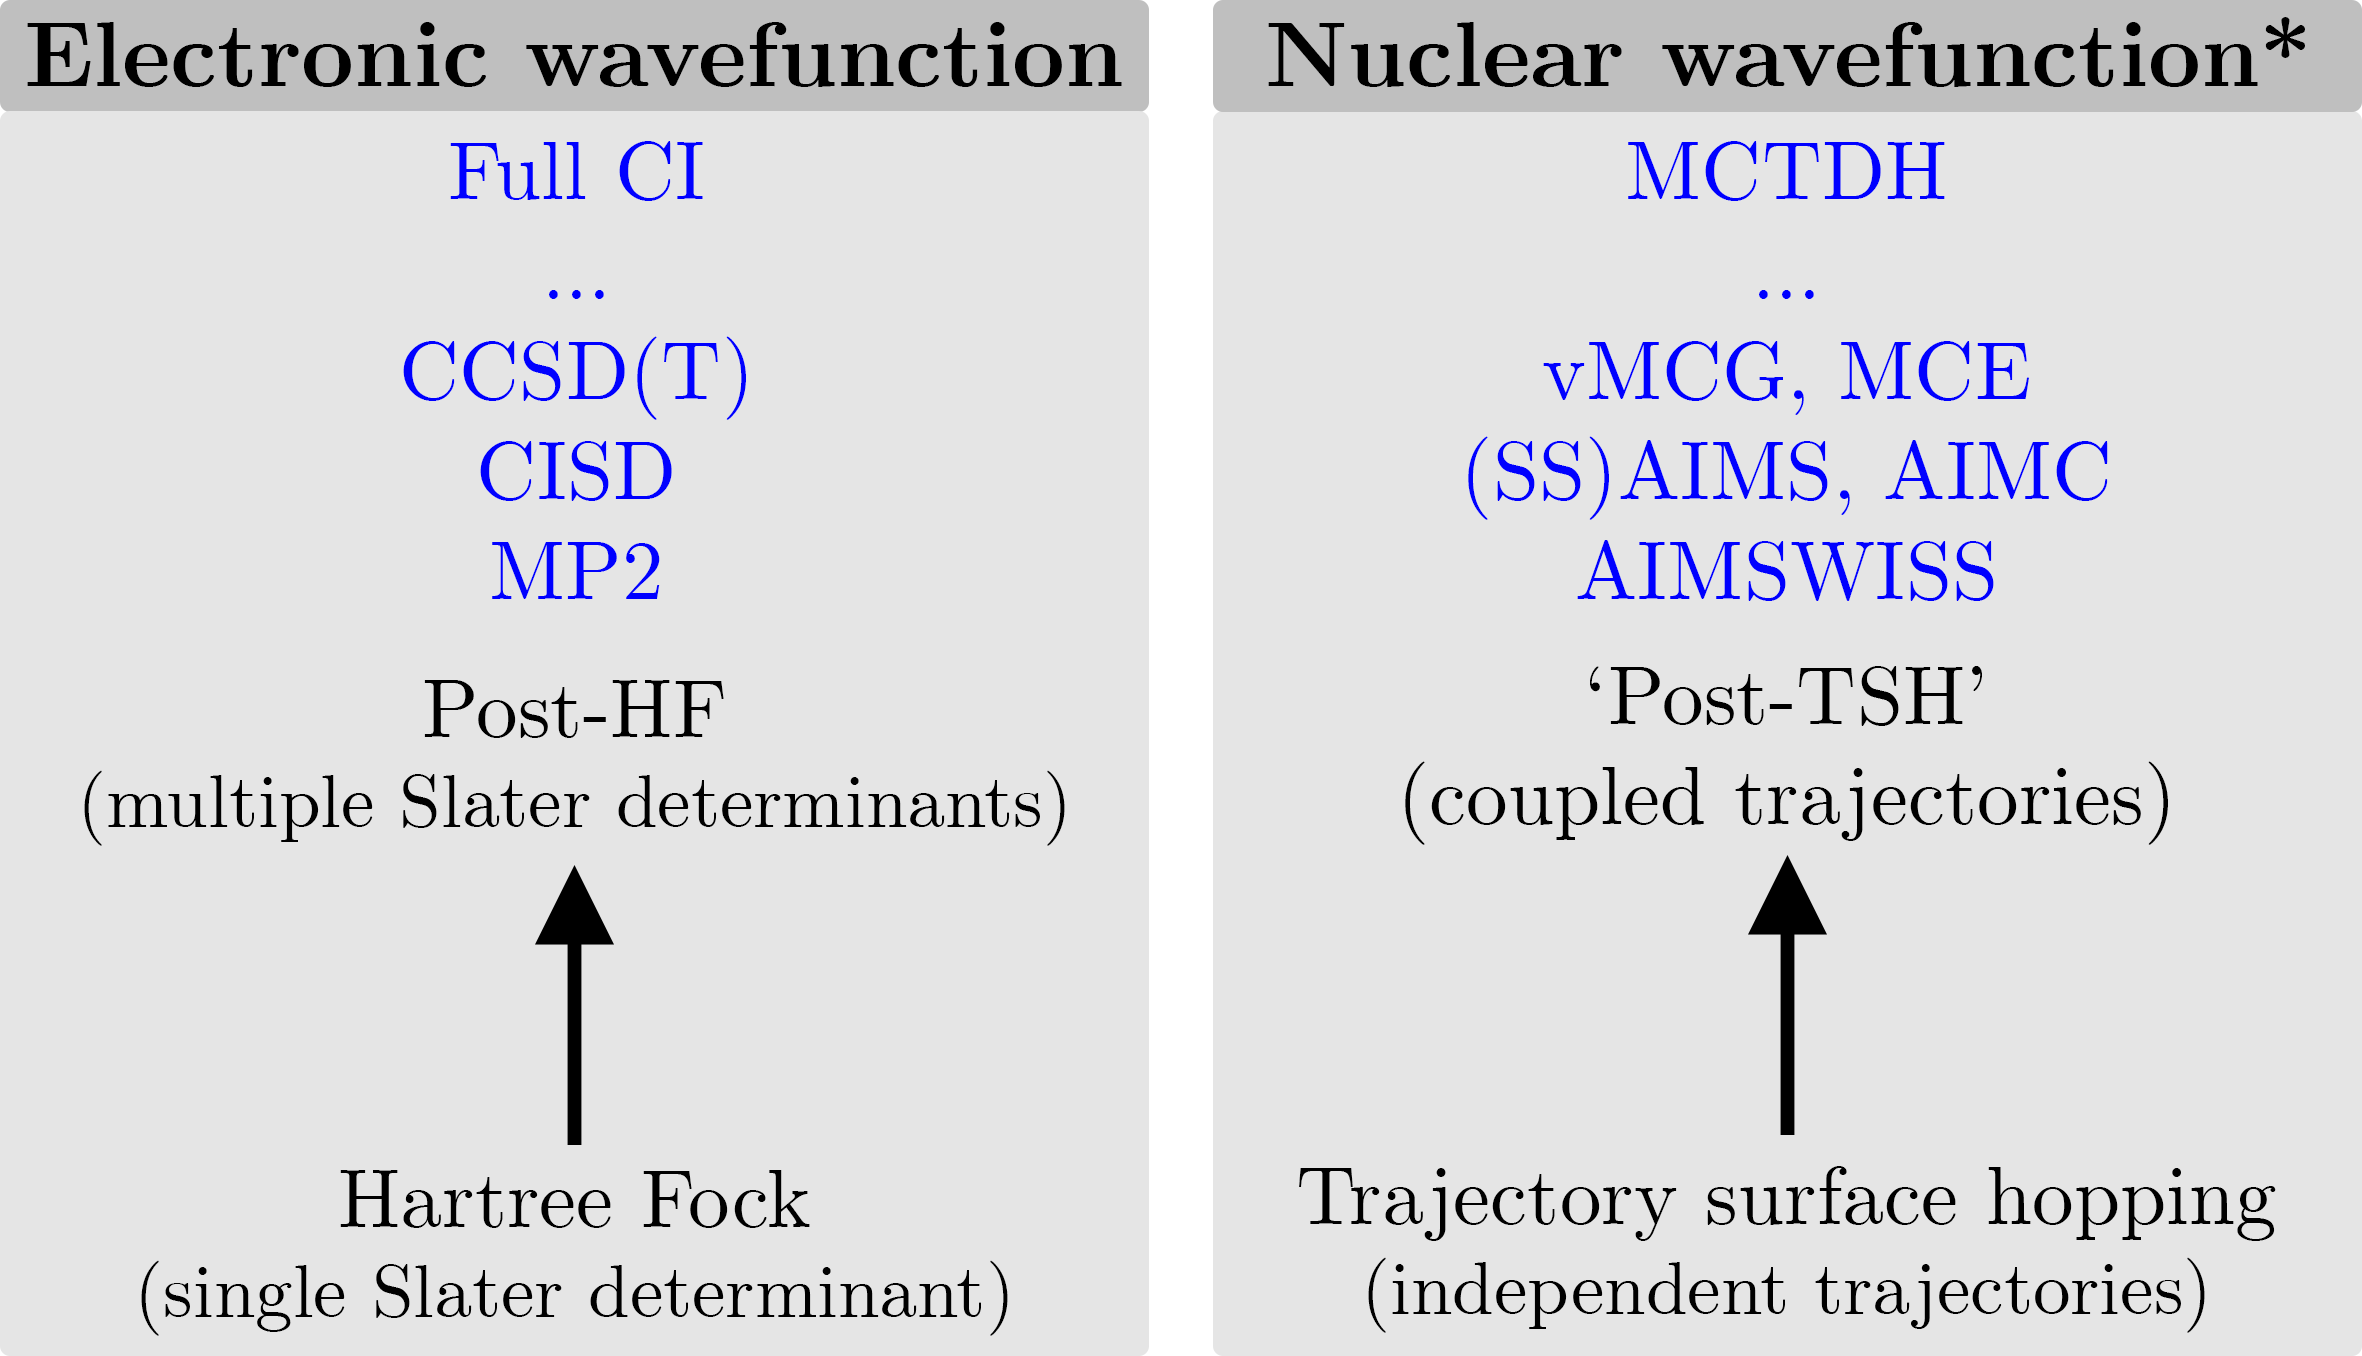 Electronic wavefunction
Full CI
...
CCSD(T)
CISD
MP2
Post-HF
(multiple Slater determinants)
Hartree Fock
(single Slater determinant)
Nuclear wavefunction*
MCTDH
...
vMCG, MCE
(SS)AIMS, AIMC
AIMSWISS
‘Post-TSH’
(coupled trajectories)
Trajectory surface hopping
(independent trajectories)